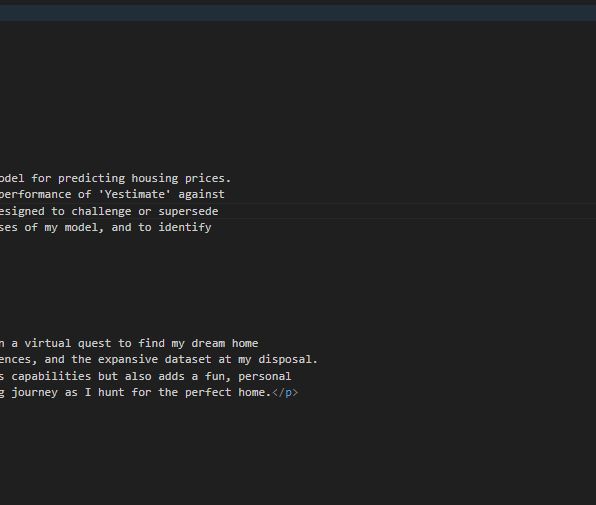 odel for predicting housing prices.
performance of 'Yestimate' against
esigned to challenge or supersede
ses of my model, and to identify
n a virtual quest to find my dream home
ences, and the expansive dataset at my disposal.
s capabilities but also adds a fun, personal
g journey as I hunt for the perfect home.</p>